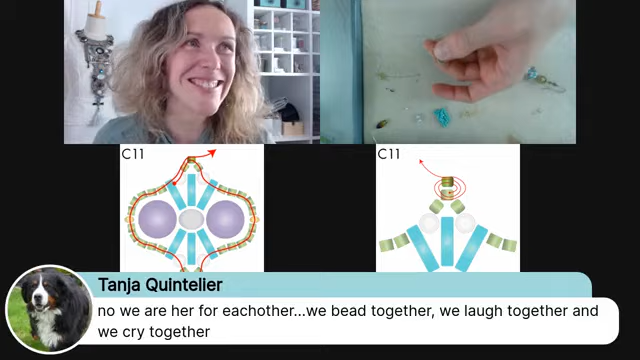 C11
C11
Tanja Quintelier
no we are her for eachother...we bead together, we laugh together and
we cry together